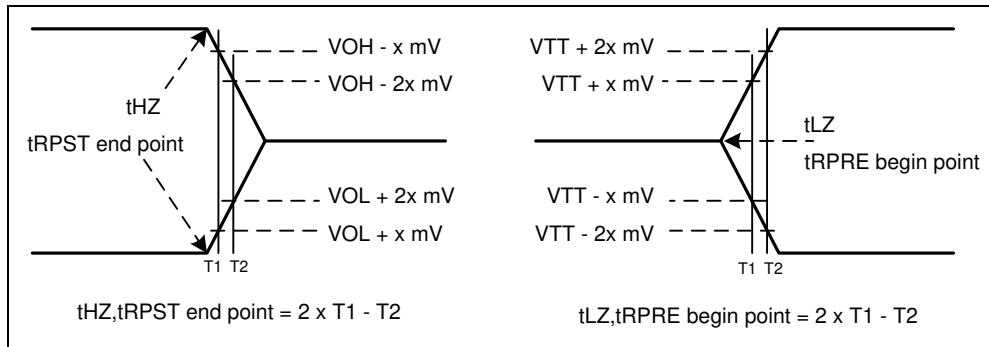 VOH - x mV
VOH - 2x mV
tHZ
tRPST end point
VOL + 2x mV
VOL + x mV
T1 T2
tHZ,tRPST end point = 2 x T1 - T2
VTT + 2x mV
VTT + x mV
tLZ
tRPRE begin point
VTT - x mV
VTT - 2x mV
T1 T2
tLZ,tRPRE begin point = 2 x T1 - T2